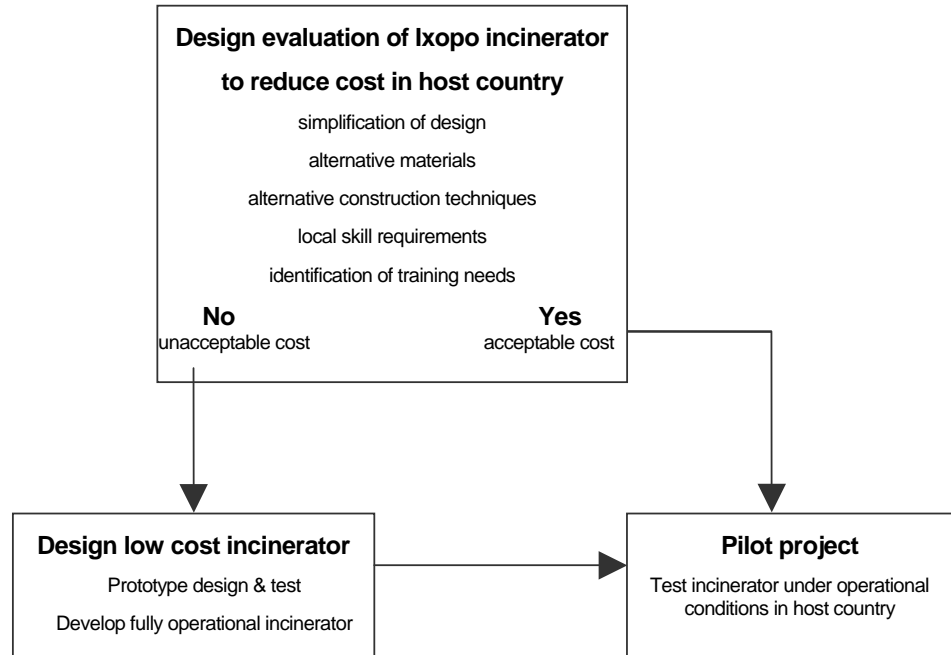 Design evaluation of Ixopo incinerator
to reduce cost in host country
simplification of design
alternative materials
alternative construction techniques
local skill requirements
identification of training needs
No
unacceptable cost
Yes
acceptable cost
Design low cost incinerator
Prototype design & test
Develop fully operational incinerator
Pilot project
Test incinerator under operational
conditions in host country